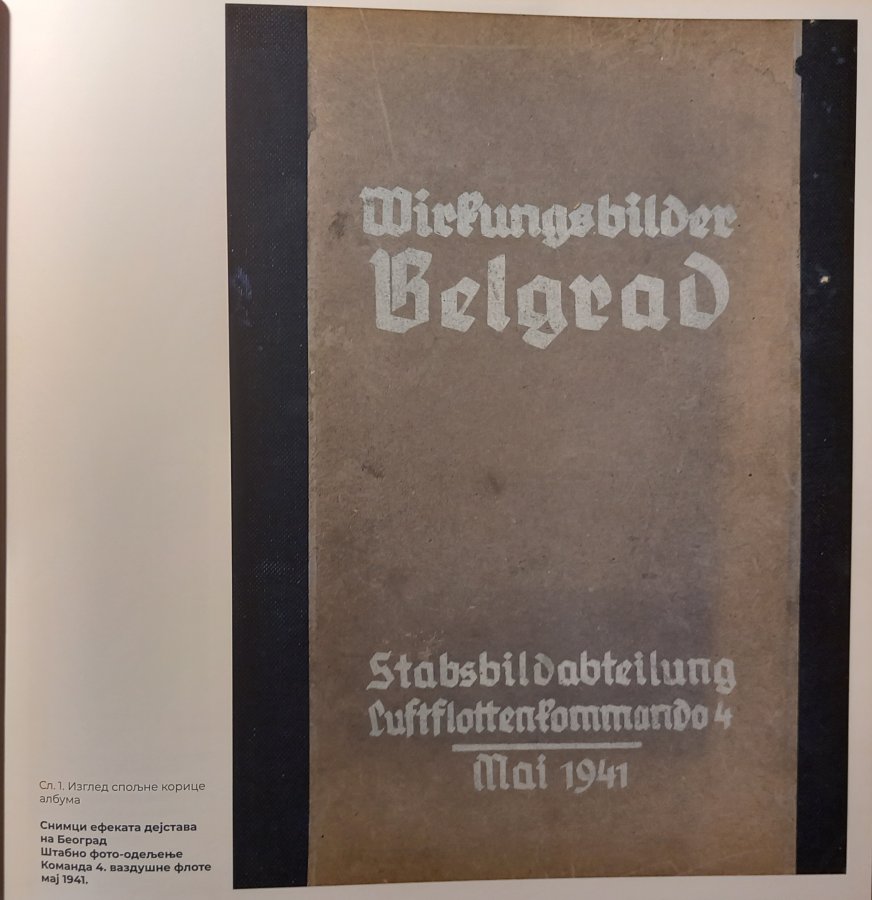 Wirkungsbilder
Belgrad
Stabsbildabteilung
Luftflottenkommando 4
Mai 1941
Сл. 1. Изглед спољне корице
албума
Снимци ефеката дејстава
на Београд
Штабно фото-одељење
Команда 4. ваздушне флоте
мај 1941.